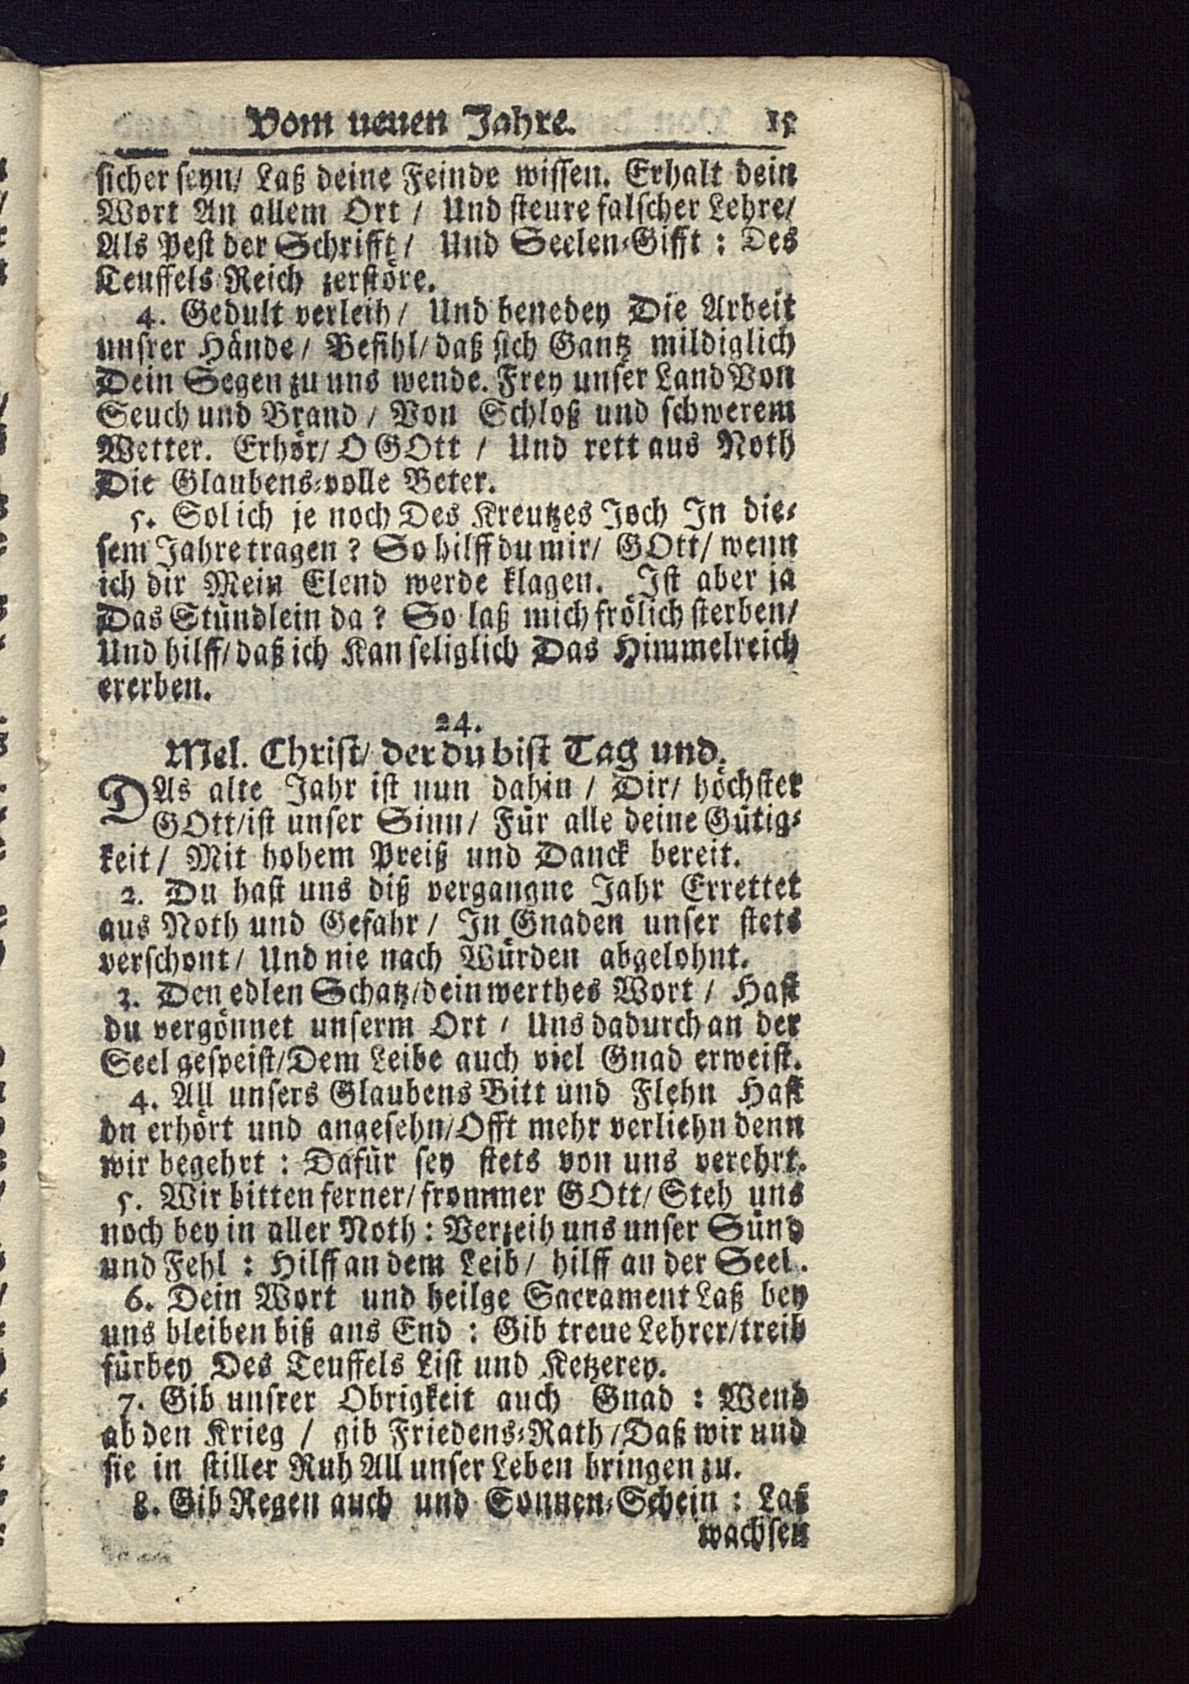 Vom neuen Jahre. 15
sicher seyn/ Laß deine Feinde wissen. Erhalt dein
Wort An allem Ort / Und steure falscher Lehre/
Als Pest der Schrifft / Und Seelen-Gifft : Des
Teuffels Reich zerstöre.
4. Gedult verleih / Und benedey Die Arbeit
unsrer Hände / Befihl / daß sich Gantz mildiglich
Dein Segen zu uns wende. Frey unser Land Von
Seuch und Brand / Von Schloß und schwerem
Wetter. Erhör/ O GOtt / Und rett aus Noth
Die Glaubens-volle Beter.
5. Sol ich je noch Des Kreutzes Joch In die-
sem Jahre tragen ? So hilff du mir/ GOtt/ wenn
ich dir Mein Elend werde klagen. Ist aber ja
Das Stündlein da ? So laß mich frölich sterben/
Und hilff/ daß ich Kan seliglich Das Himmelreich
ererben.
24.
Mel. Christ/ der du bist Tag und.
DAs alte Jahr ist nun dahin / Dir/ höchster
GOtt/ist unser Sinn/ Für alle deine Gütig-
keit / Mit hohem Preiß und Danck bereit.
2. Du hast uns diß vergangne Jahr Errettet
aus Noth und Gefahr / In Gnaden unser stets
verschont/ Und nie nach Würden abgelohnt.
3. Den edlen Schatz/dein werthes Wort / Hast
du vergönnet unserm Ort / Uns dadurch an der
Seel gespeist/Dem Leibe auch viel Gnad erweist.
4. All unsers Glaubens Bitt und Flehn Hast
dn erhört und angesehn/Offt mehr verliehn denn
wir begehrt : Dafür sey stets von uns verehrt.
5. Wir bitten ferner/ frommer GOtt/ Steh uns
noch bey in aller Noth : Verzeih uns unser Sünd
und Fehl : Hilff an dem Leib/ hilff an der Seel.
6. Dein Wort und heilge Sacrament Laß bey
uns bleiben biß ans End : Gib treue Lehrer/treib
fürbey Des Teuffels List und Ketzerey.
7. Gib unsrer Obrigkeit auch Gnad : Wend
ab den Krieg / gib Friedens-Rath/Daß wir und
sie in stiller Ruh All unser Leben bringen zu.
8. Gib Regen auch und Sonnen-Schein : Laß
wachsen